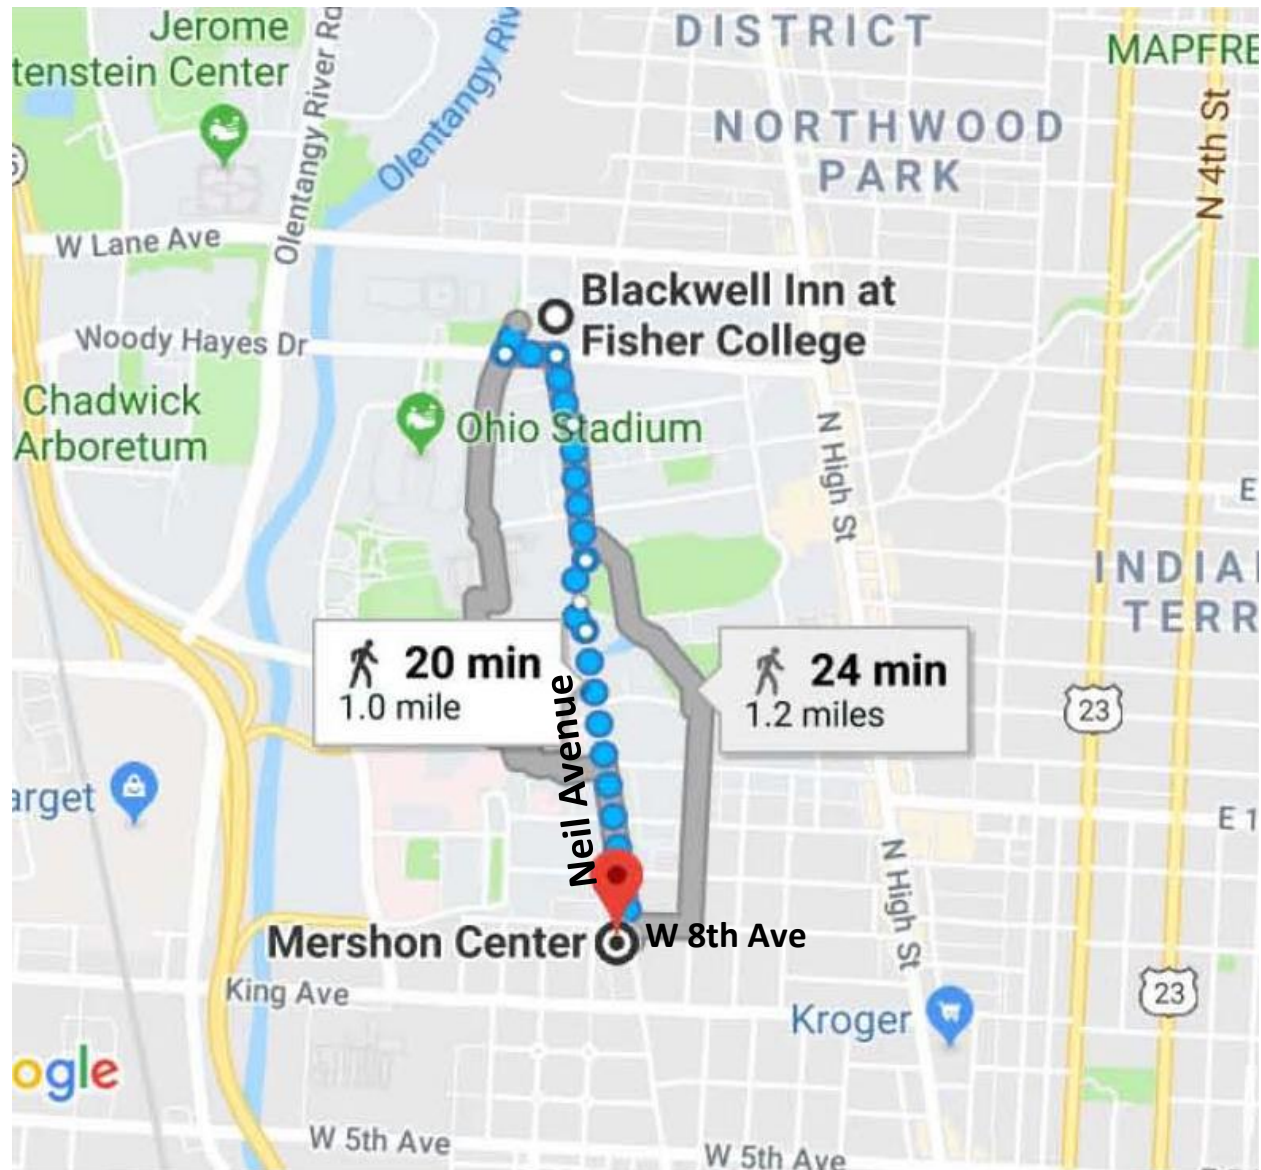 Jerome
tenstein Center
Olentangy River Rd
Olentangy Riv
DISTRICT
MAPFRE
NORTHWOOD
PARK
N 4th St
W Lane Ave
Blackwell Inn at
Fisher College
Woody Hayes Dr
Chadwick
Arboretum
Ohio Stadium
N High St
E
INDIA
TERR
20 min
1.0 mile
24 min
1.2 miles
23
Neil Avenue
arget
E 1
N High St
Mershon Center
W 8th Ave
King Ave
Kroger
23
ogle
W 5th Ave
W 5th Ave